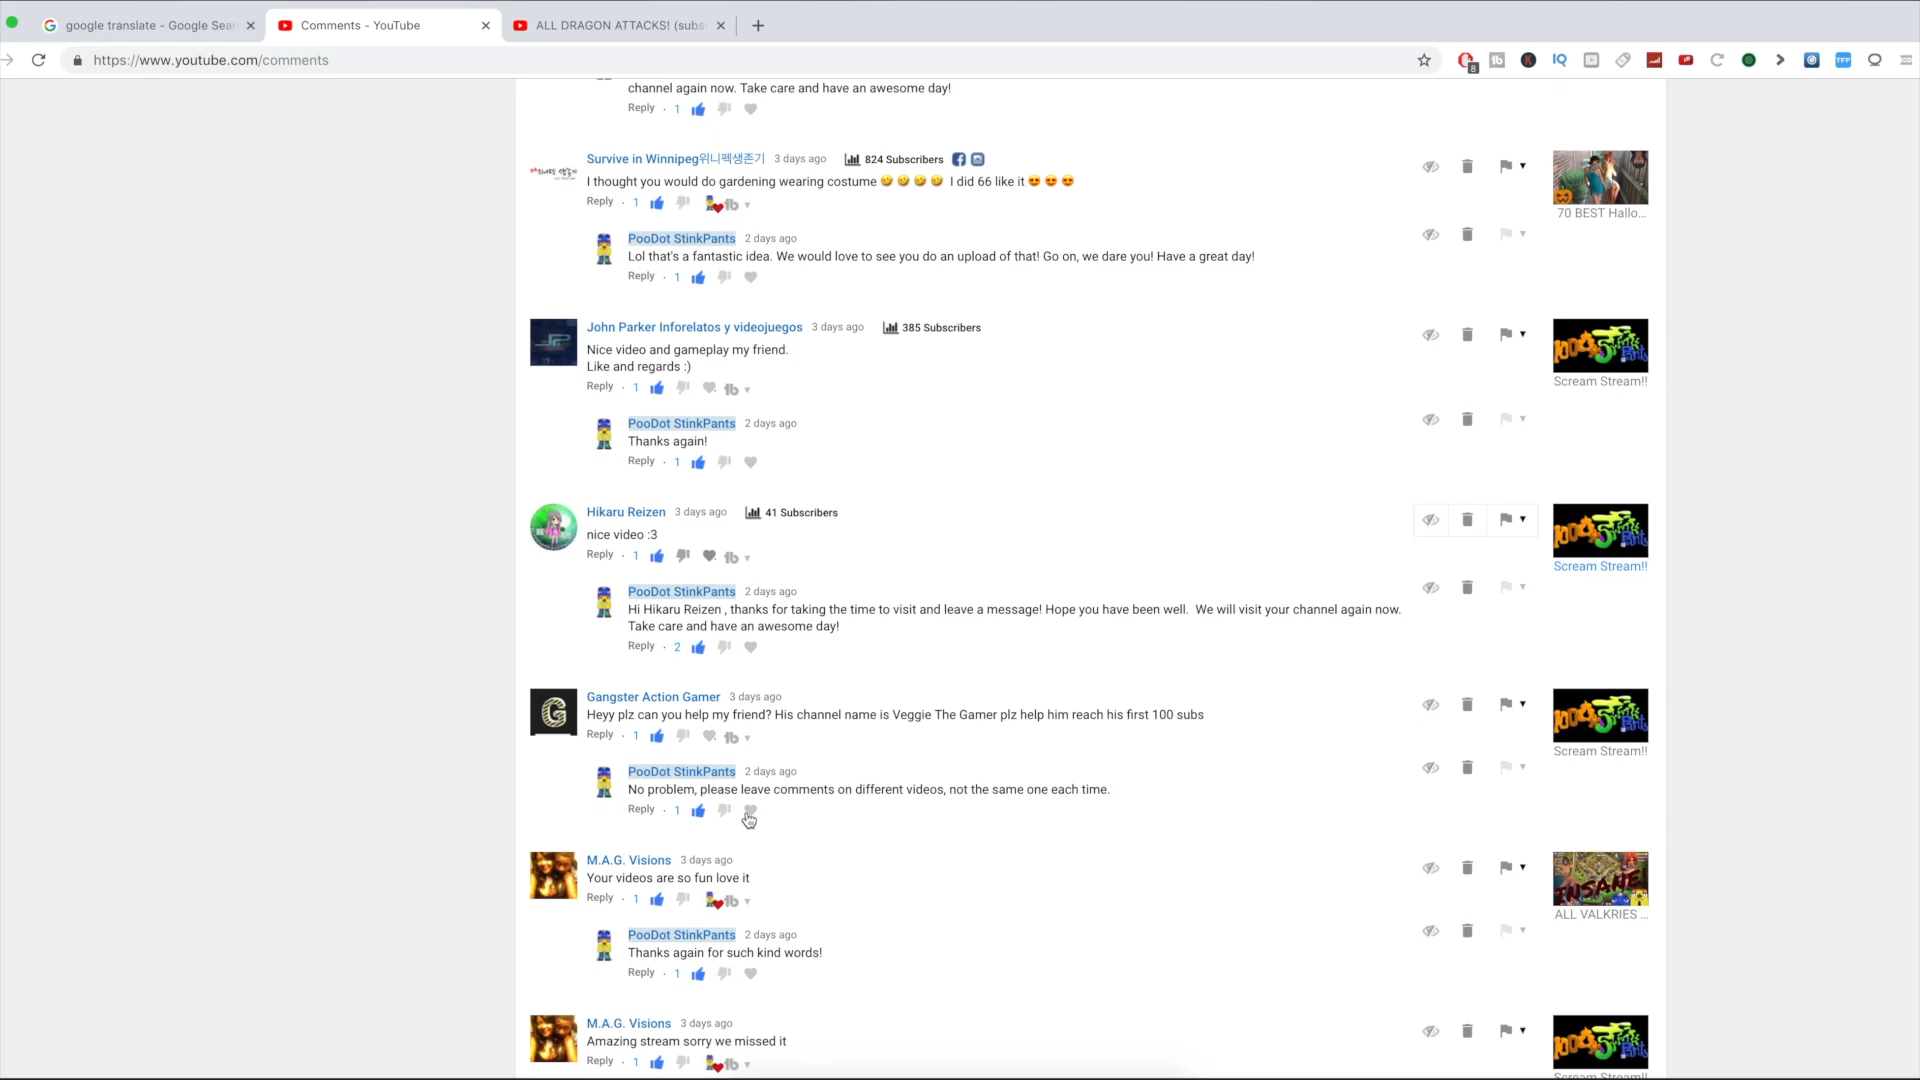 google translate - Google Sear
Comments - YouTube
ALL DRAGON ATTACKS! (subs
https://www.youtube.com/comments
8
IQ
TFF
channel again now. Take care and have an awesome day!
Reply · 1
Survive in Winnipeg위니펙생존기 3 days ago 824 Subscribers
I thought you would do gardening wearing costume 🤣 🤣 🤣 🤣 I did 66 like it 😍 😍 😍
Reply · 1
70 BEST Hallo...
PooDot StinkPants 2 days ago
Lol that's a fantastic idea. We would love to see you do an upload of that! Go on, we dare you! Have a great day!
Reply · 1
John Parker Inforelatos y videojuegos 3 days ago 385 Subscribers
Nice video and gameplay my friend.
Like and regards :)
Reply · 1
Scream Stream!!
PooDot StinkPants 2 days ago
Thanks again!
Reply · 1
Hikaru Reizen 3 days ago 41 Subscribers
nice video :3
Reply · 1
Scream Stream!!
PooDot StinkPants 2 days ago
Hi Hikaru Reizen , thanks for taking the time to visit and leave a message! Hope you have been well. We will visit your channel again now.
Take care and have an awesome day!
Reply · 2
Gangster Action Gamer 3 days ago
Heyy plz can you help my friend? His channel name is Veggie The Gamer plz help him reach his first 100 subs
Reply · 1
Scream Stream!!
PooDot StinkPants 2 days ago
No problem, please leave comments on different videos, not the same one each time.
Reply · 1
M.A.G. Visions 3 days ago
Your videos are so fun love it
Reply · 1
INSANE!
ALL VALKRIES ...
PooDot StinkPants 2 days ago
Thanks again for such kind words!
Reply · 1
M.A.G. Visions 3 days ago
Amazing stream sorry we missed it
Reply · 1
Scream Stream!!